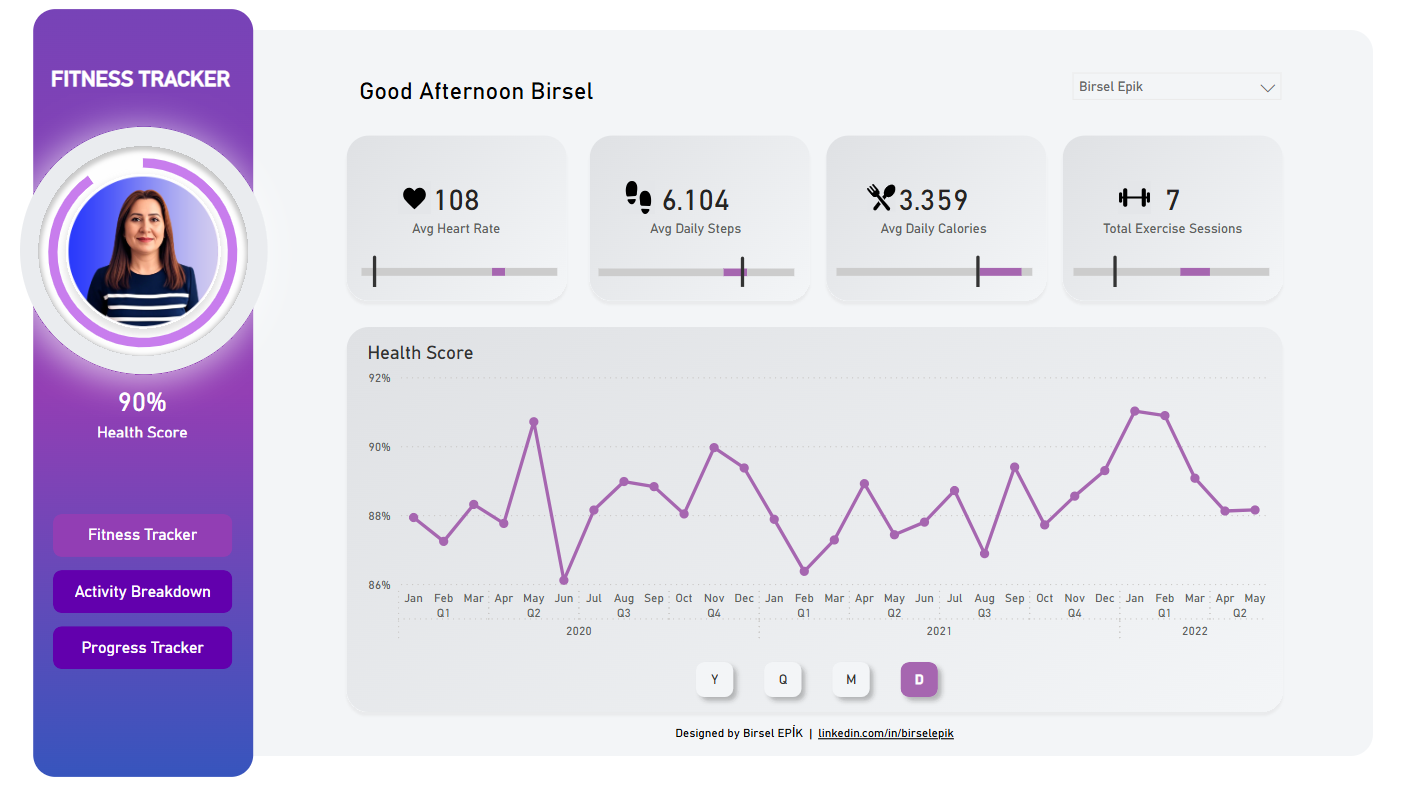 FITNESS TRACKER
90%
Health Score
Fitness Tracker
Activity Breakdown
Progress Tracker
Good Afternoon Birsel
Birsel Epik
108
Avg Heart Rate
6.104
Avg Daily Steps
3.359
Avg Daily Calories
7
Total Exercise Sessions
Health Score
92%
90%
88%
86%
Jan Feb Mar Apr May Jun Jul Aug Sep Oct Nov Dec Jan Feb Mar Apr May Jun Jul Aug Sep Oct Nov Dec Jan Feb Mar Apr May
Q1 Q2 Q3 Q4 Q1 Q2 Q3 Q4 Q1 Q2
2020 2021 2022
Y Q M D
Designed by Birsel EPİK | linkedin.com/in/birselepik